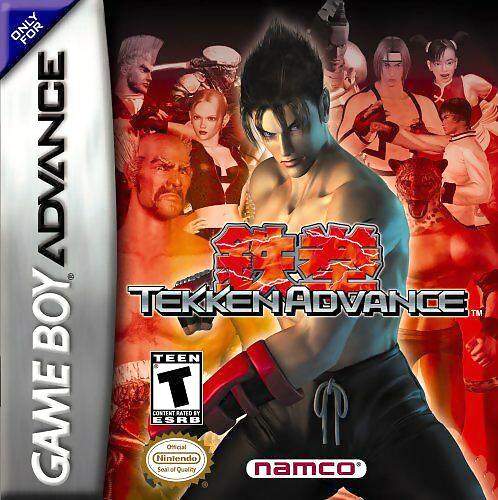 ONLY
FOR
GAME BOY ADVANCE
鉄拳
TEKKEN ADVANCE™
TEEN
T
CONTENT RATED BY
ESRB
Official
Nintendo
Seal of Quality
namco®